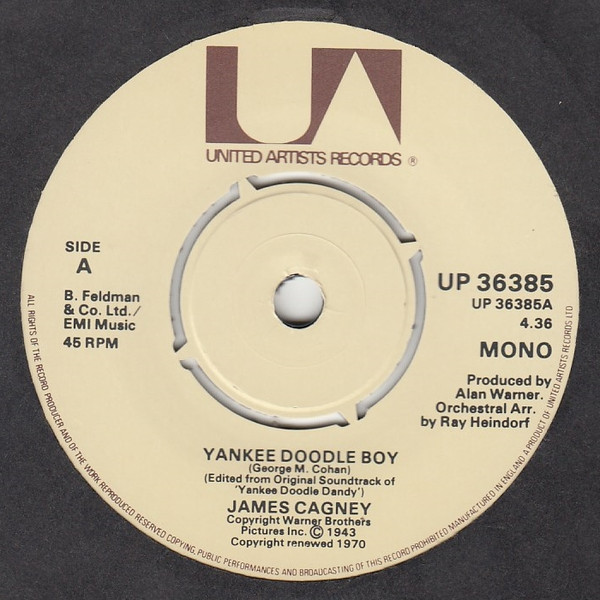 UA
UNITED ARTISTS RECORDS ®
SIDE
A
B. Feldman
& Co. Ltd./
EMI Music
45 RPM
UP 36385
UP 36385A
4.36
MONO
Produced by
Alan Warner.
Orchestral Arr.
by Ray Heindorf
YANKEE DOODLE BOY
(George M. Cohan)
(Edited from Original Soundtrack of
'Yankee Doodle Dandy')
JAMES CAGNEY
Copyright Warner Brothers
Pictures Inc. © 1943
Copyright renewed 1970
ALL RIGHTS OF THE RECORD PRODUCER AND OF THE WORK REPRODUCED RESERVED COPYING, PUBLIC PERFORMANCES AND BROADCASTING OF THIS RECORD PROHIBITED MANUFACTURED IN ENGLAND A PRODUCT OF UNITED ARTISTS RECORDS LTD